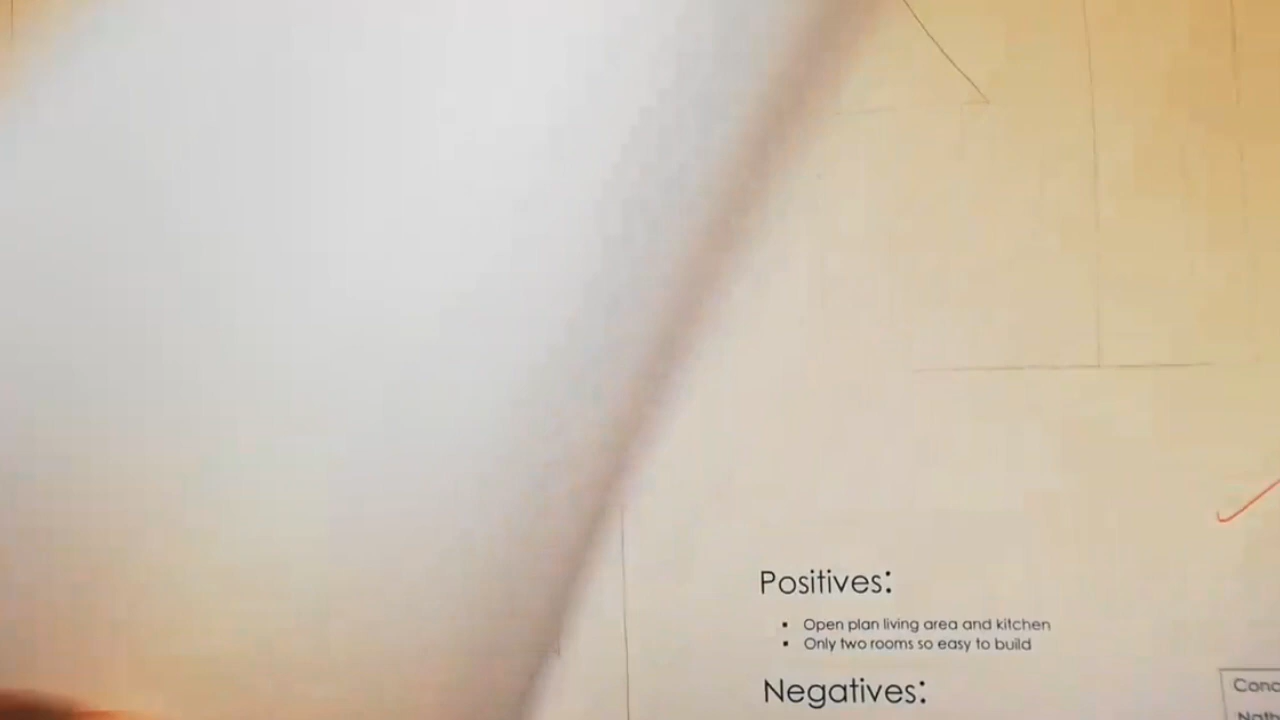 Positives:
▪ Open plan living area and kitchen
▪ Only two rooms so easy to build
Negatives: